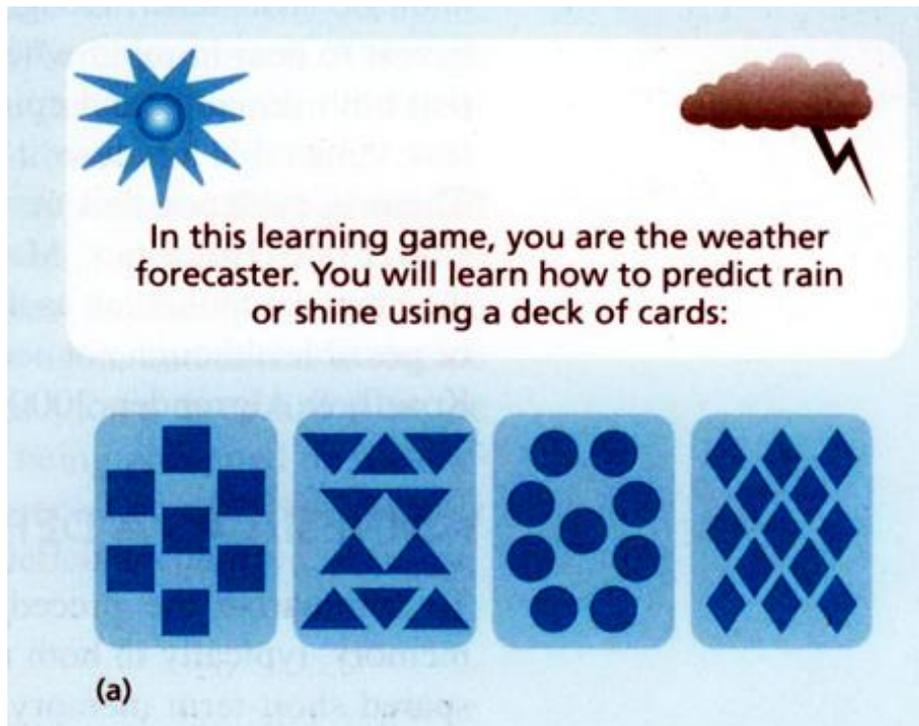 In this learning game, you are the weather
forecaster. You will learn how to predict rain
or shine using a deck of cards:
(a)